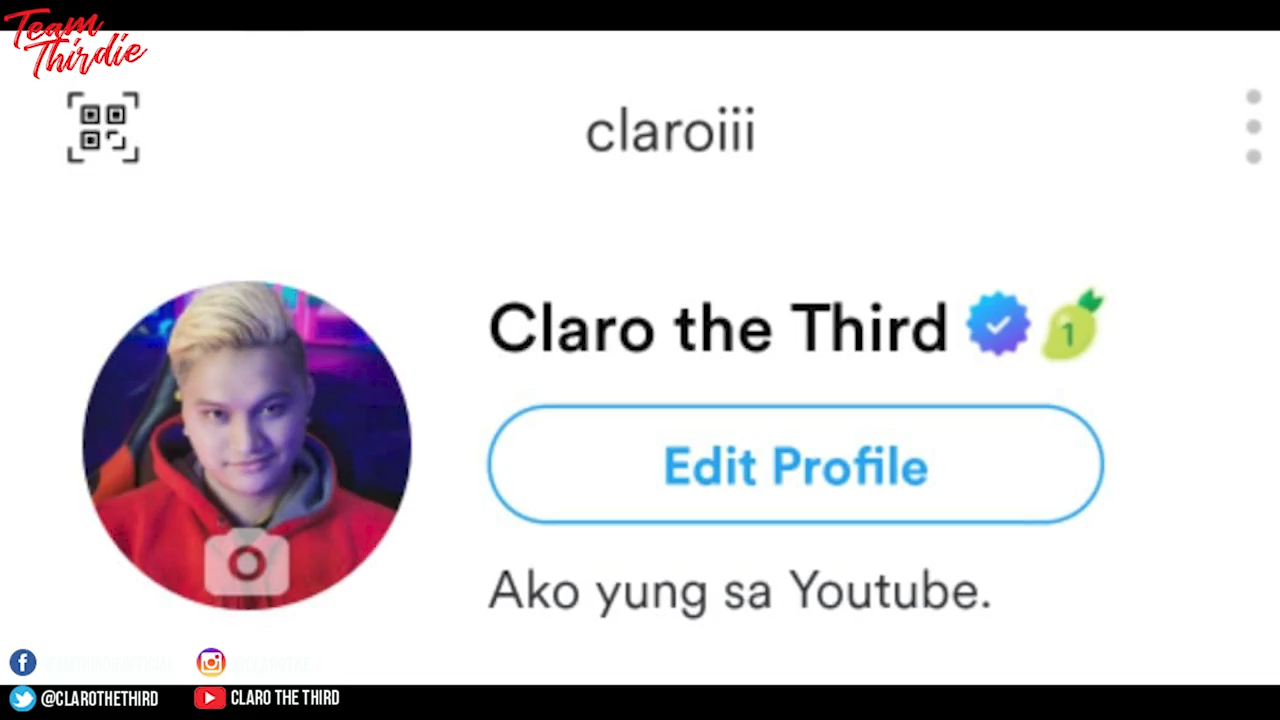 Team
Thirdie
claroiii
Claro the Third
1
Edit Profile
Ako yung sa Youtube.
@CLAROTHETHIRD
CLARO THE THIRD